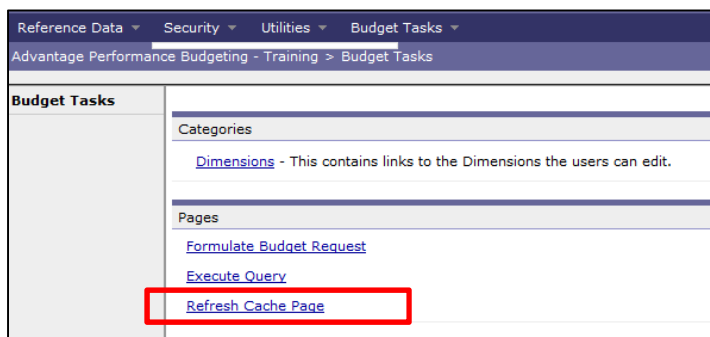 Reference Data Security Utilities Budget Tasks
Advantage Performance Budgeting - Training > Budget Tasks
Budget Tasks
Categories
Dimensions - This contains links to the Dimensions the users can edit.
Pages
Formulate Budget Request
Execute Query
Refresh Cache Page